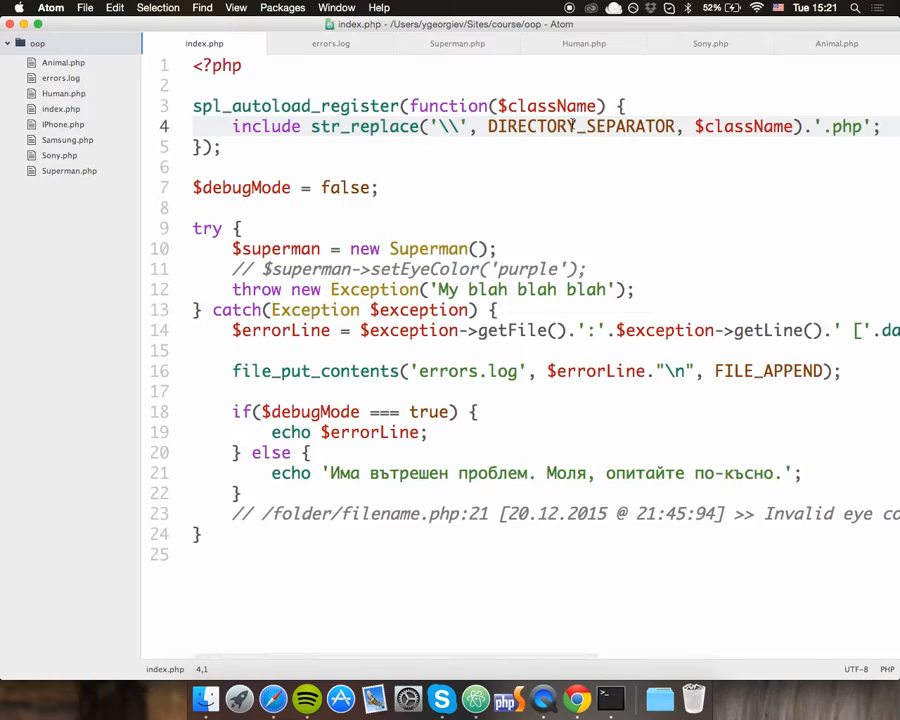 Atom File Edit Selection Find View Packages Window Help 52% Tue 15:21
index.php - /Users/ygeorgiev/Sites/course/oop - Atom
oop
Animal.php
errors.log
Human.php
index.php
IPhone.php
Samsung.php
Sony.php
Superman.php
index.php errors.log Superman.php Human.php Sony.php Animal.php
1 <?php
2
3 spl_autoload_register(function($className) {
4 include str_replace('\\', DIRECTORY_SEPARATOR, $className).'.php';
5 });
6
7 $debugMode = false;
8
9 try {
10 $superman = new Superman();
11 // $superman->setEyeColor('purple');
12 throw new Exception('My blah blah blah');
13 } catch(Exception $exception) {
14 $errorLine = $exception->getFile().':'.$exception->getLine().' ['.da
15
16 file_put_contents('errors.log', $errorLine."\n", FILE_APPEND);
17
18 if($debugMode === true) {
19 echo $errorLine;
20 } else {
21 echo 'Има вътрешен проблем. Моля, опитайте по-късно.';
22 }
23 // /folder/filename.php:21 [20.12.2015 @ 21:45:94] >> Invalid eye co
24 }
25
index.php 4,1 UTF-8 PHP
php